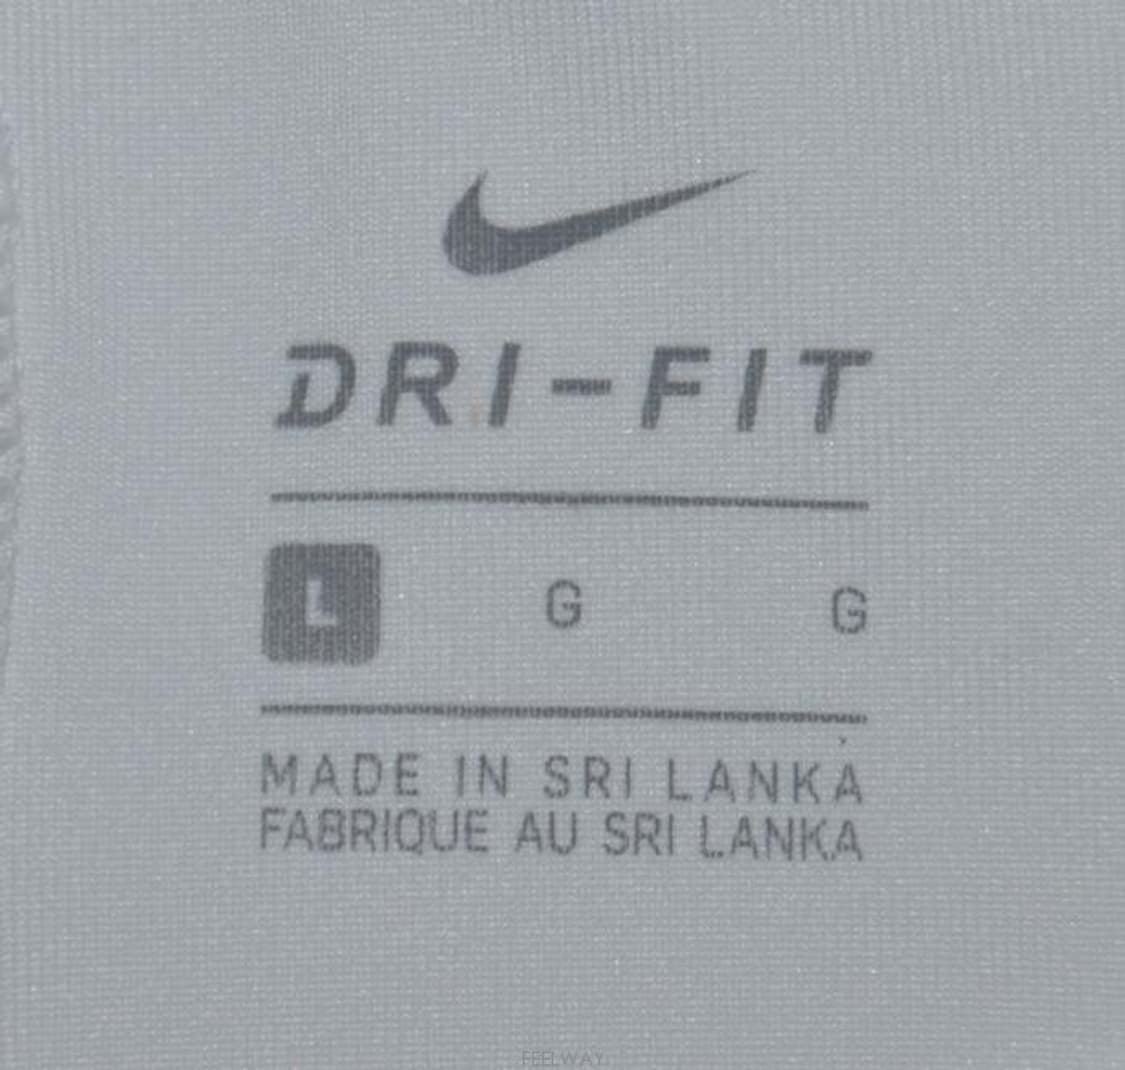 DRI-FIT
L G G
MADE IN SRI LANKA
FABRIQUE AU SRI LANKA
FEELWAY